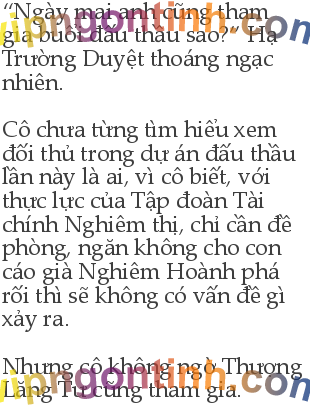 “Ngày mai anh cũng tham
gia buổi đấu thầu sao?” Hạ
Trường Duyệt thoáng ngạc
nhiên.
Cô chưa từng tìm hiểu xem
đối thủ trong dự án đấu thầu
lần này là ai, vì cô biết, với
thực lực của Tập đoàn Tài
chính Nghiêm thị, chỉ cần đề
phòng, ngăn không cho con
cáo già Nghiêm Hoành phá
rối thì sẽ không có vấn đề gì
xảy ra.
Nhưng cô không ngờ Thượng
Lăng Tư cũng tham gia.
vipngontinh.com
vipngontinh.com